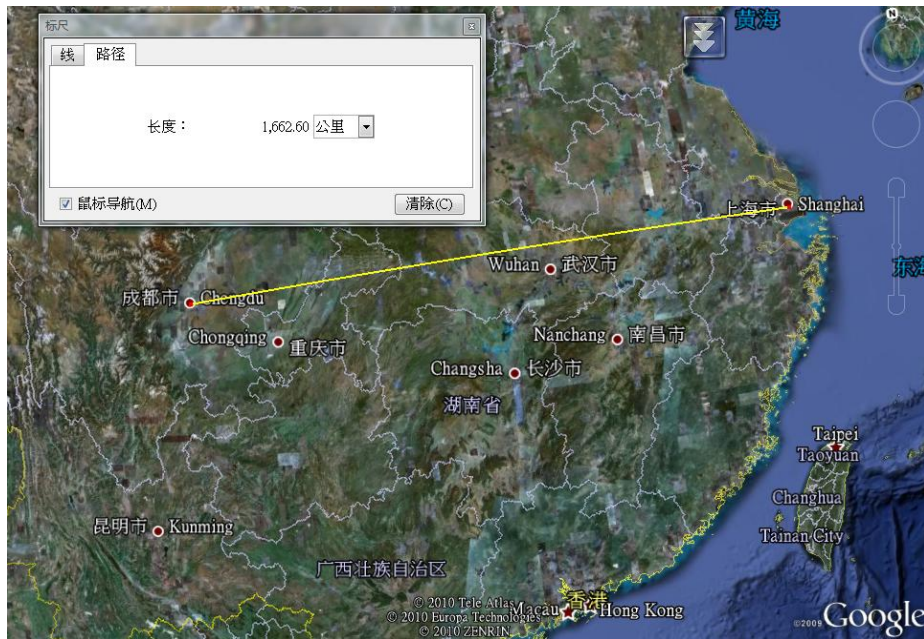 标尺
线 路径
长度： 1,662.60 公里
鼠标导航(M) 清除(C)
黄海
N
上海市 Shanghai
Wuhan 武汉市
东海
成都市 Chengdu
Chongqing 重庆市
Nanchang 南昌市
Changsha 长沙市
湖南省
Taipei
Taoyuan
Changhua
Tainan City
昆明市 Kunming
广西壮族自治区
香港
Macau Hong Kong
© 2010 Tele Atlas
© 2010 Europa Technologies
© 2010 ZENRIN
©2009 Google